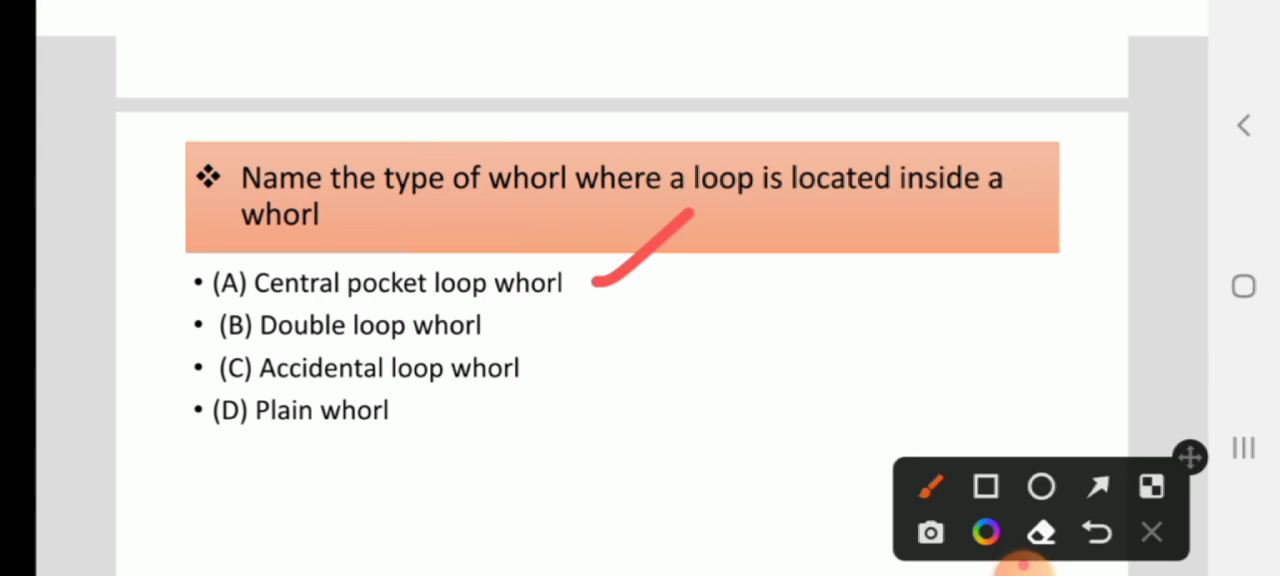 ❖ Name the type of whorl where a loop is located inside a
whorl
• (A) Central pocket loop whorl
• (B) Double loop whorl
• (C) Accidental loop whorl
• (D) Plain whorl